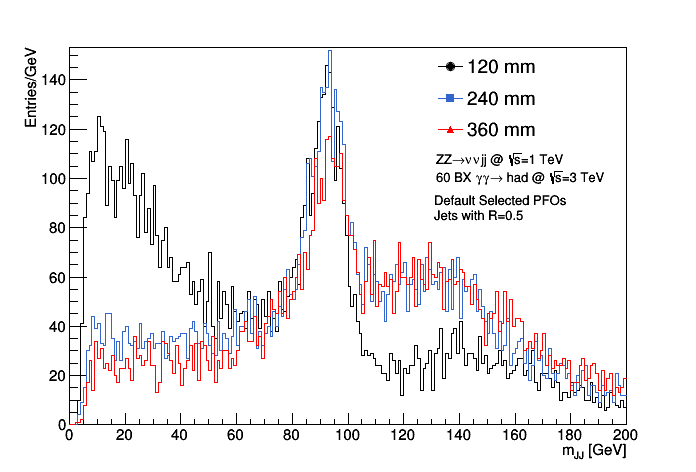 Entries/GeV
140
120
100
80
60
40
20
0
0 20 40 60 80 100 120 140 160 180 200
m_JJ [GeV]
120 mm
240 mm
360 mm
ZZ→ννjj @ √s=1 TeV
60 BX γγ→ had @ √s=3 TeV
Default Selected PFOs
Jets with R=0.5